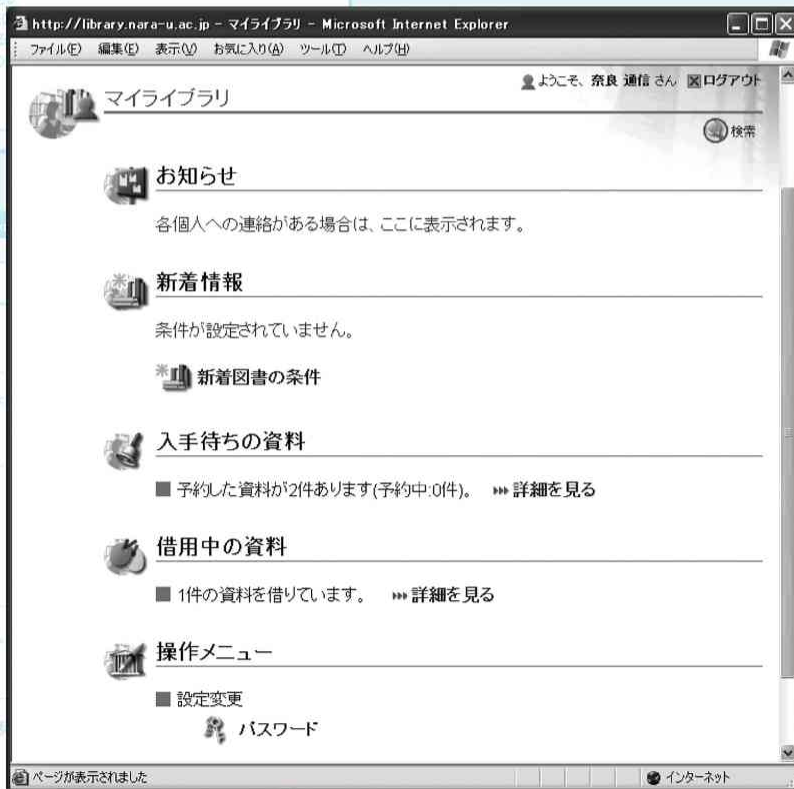 http://library.nara-u.ac.jp - マイライブラリ - Microsoft Internet Explorer
ファイル(F) 編集(E) 表示(V) お気に入り(A) ツール(T) ヘルプ(H)
ようこそ、奈良 通信 さん ログアウト
マイライブラリ
検索
お知らせ
各個人への連絡がある場合は、ここに表示されます。
新着情報
条件が設定されていません。
新着図書の条件
入手待ちの資料
■ 予約した資料が2件あります(予約中:0件)。 詳細を見る
借用中の資料
■ 1件の資料を借りています。 詳細を見る
操作メニュー
■ 設定変更
パスワード
ページが表示されました インターネット